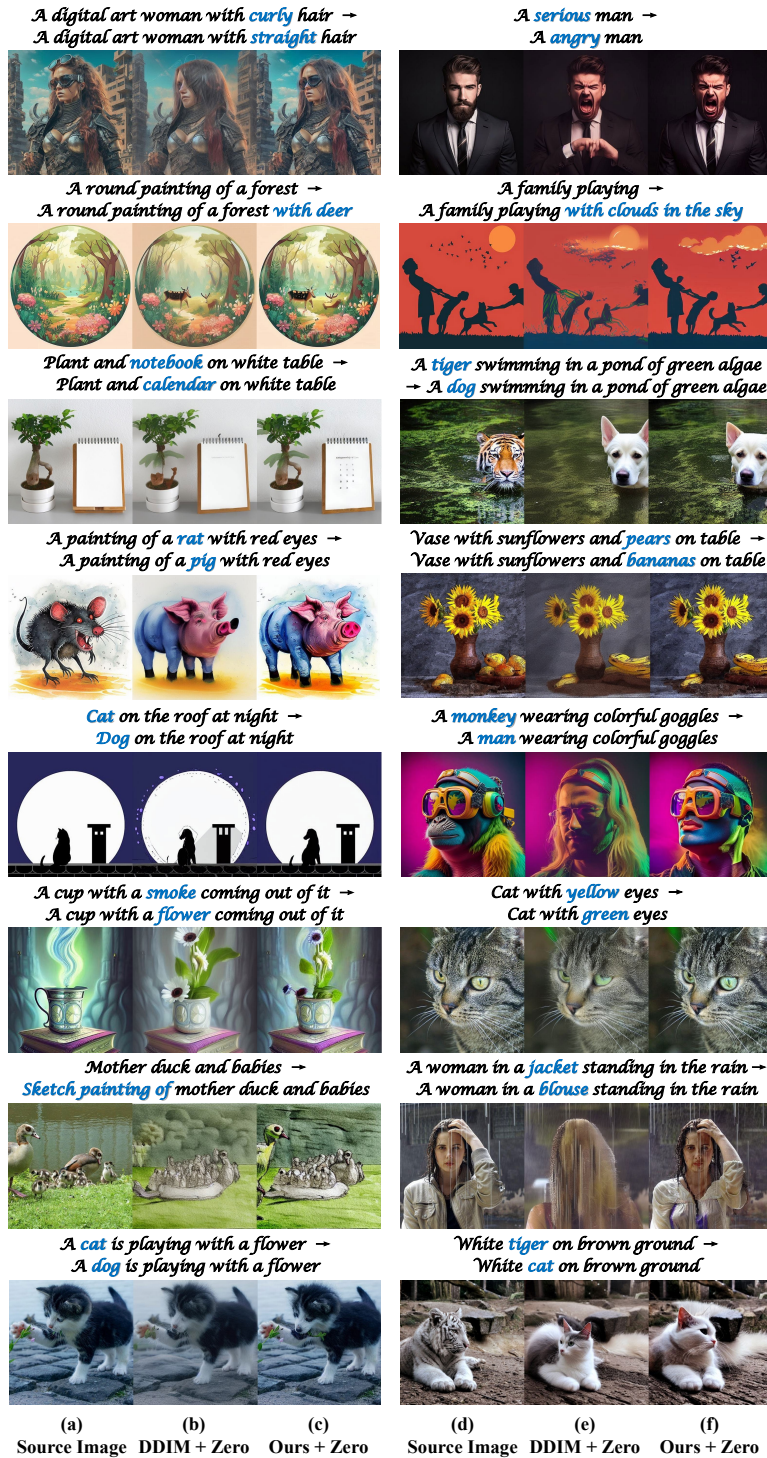 A digital art woman with curly hair →
A digital art woman with straight hair
A serious man →
A angry man
A round painting of a forest →
A round painting of a forest with deer
A family playing →
A family playing with clouds in the sky
Plant and notebook on white table →
Plant and calendar on white table
A tiger swimming in a pond of green algae
→ A dog swimming in a pond of green algae
A painting of a rat with red eyes →
A painting of a pig with red eyes
Vase with sunflowers and pears on table →
Vase with sunflowers and bananas on table
Cat on the roof at night →
Dog on the roof at night
A monkey wearing colorful goggles →
A man wearing colorful goggles
A cup with a smoke coming out of it →
A cup with a flower coming out of it
Cat with yellow eyes →
Cat with green eyes
Mother duck and babies →
Sketch painting of mother duck and babies
A woman in a jacket standing in the rain →
A woman in a blouse standing in the rain
A cat is playing with a flower →
A dog is playing with a flower
White tiger on brown ground →
White cat on brown ground
(a) (b) (c) (d) (e) (f)
Source Image DDIM + Zero Ours + Zero Source Image DDIM + Zero Ours + Zero